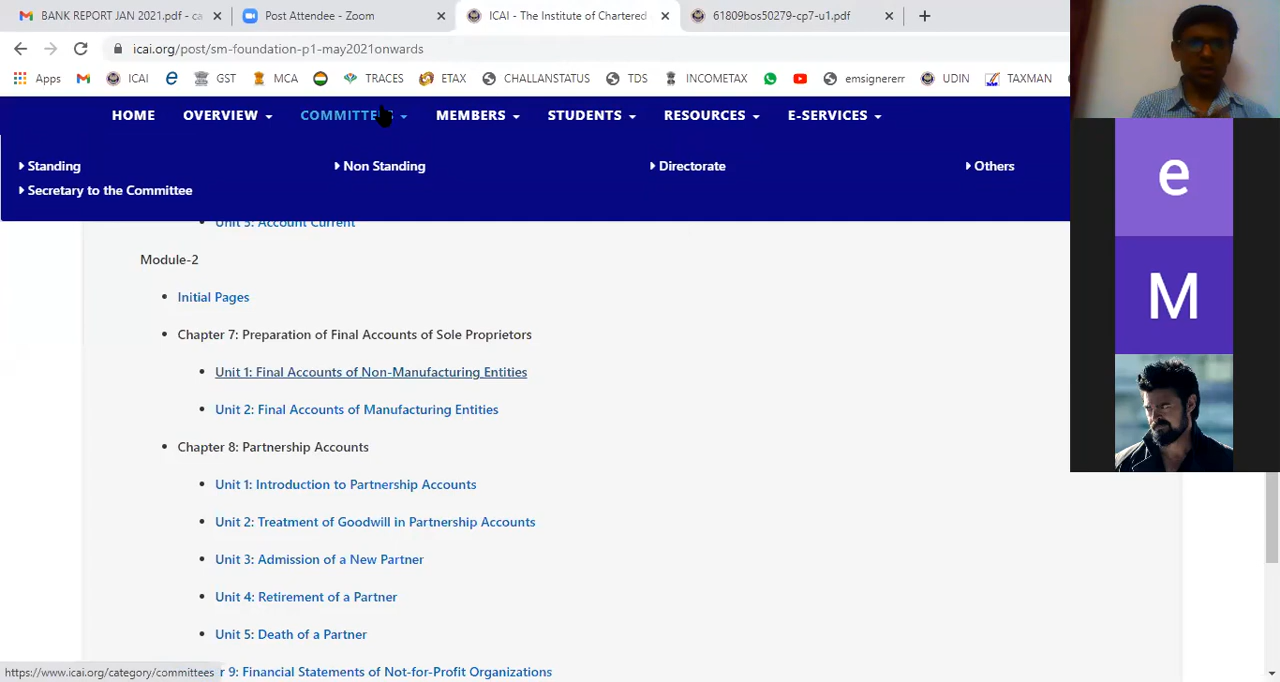 BANK REPORT JAN 2021.pdf - ca
Post Attendee - Zoom
ICAI - The Institute of Chartered
61809bos50279-cp7-u1.pdf
icai.org/post/sm-foundation-p1-may2021onwards
Apps ICAI GST MCA TRACES ETAX CHALLANSTATUS TDS INCOMETAX emsignererr UDIN TAXMAN
HOME OVERVIEW COMMITTEES MEMBERS STUDENTS RESOURCES E-SERVICES
Standing Non Standing Directorate Others
Secretary to the Committee
Unit 5: Account Current
Module-2
Initial Pages
Chapter 7: Preparation of Final Accounts of Sole Proprietors
Unit 1: Final Accounts of Non-Manufacturing Entities
Unit 2: Final Accounts of Manufacturing Entities
Chapter 8: Partnership Accounts
Unit 1: Introduction to Partnership Accounts
Unit 2: Treatment of Goodwill in Partnership Accounts
Unit 3: Admission of a New Partner
Unit 4: Retirement of a Partner
Unit 5: Death of a Partner
r 9: Financial Statements of Not-for-Profit Organizations
https://www.icai.org/category/committees
e
M